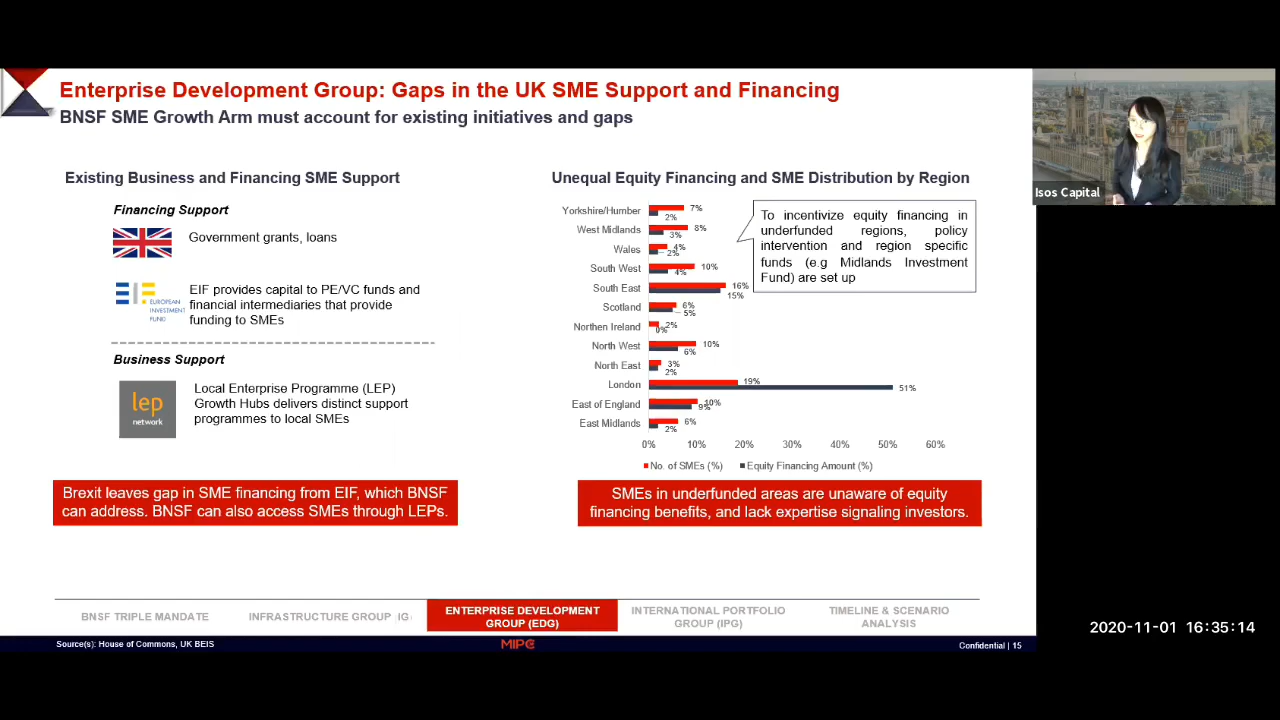 Enterprise Development Group: Gaps in the UK SME Support and Financing
BNSF SME Growth Arm must account for existing initiatives and gaps
Existing Business and Financing SME Support
Financing Support
Government grants, loans
EIF provides capital to PE/VC funds and
financial intermediaries that provide
funding to SMEs
EIF
EUROPEAN
INVESTMENT
FUND
Business Support
lep
network
Local Enterprise Programme (LEP)
Growth Hubs delivers distinct support
programmes to local SMEs
Brexit leaves gap in SME financing from EIF, which BNSF
can address. BNSF can also access SMEs through LEPs.
Unequal Equity Financing and SME Distribution by Region
Yorkshire/Humber 7%
2%
West Midlands 8%
3%
Wales 4%
2%
South West 10%
4%
South East 16%
15%
Scotland 6%
5%
Northen Ireland 2%
0%
North West 10%
6%
North East 3%
2%
London 19%
51%
East of England 10%
9%
East Midlands 6%
2%
0% 10% 20% 30% 40% 50% 60%
No. of SMEs (%) Equity Financing Amount (%)
To incentivize equity financing in
underfunded regions, policy
intervention and region specific
funds (e.g Midlands Investment
Fund) are set up
SMEs in underfunded areas are unaware of equity
financing benefits, and lack expertise signaling investors.
Isos Capital
BNSF TRIPLE MANDATE
INFRASTRUCTURE GROUP (IG
ENTERPRISE DEVELOPMENT
GROUP (EDG)
INTERNATIONAL PORTFOLIO
GROUP (IPG)
TIMELINE & SCENARIO
ANALYSIS
Source(s): House of Commons, UK BEIS
MIPC
Confidential | 15
2020-11-01 16:35:14